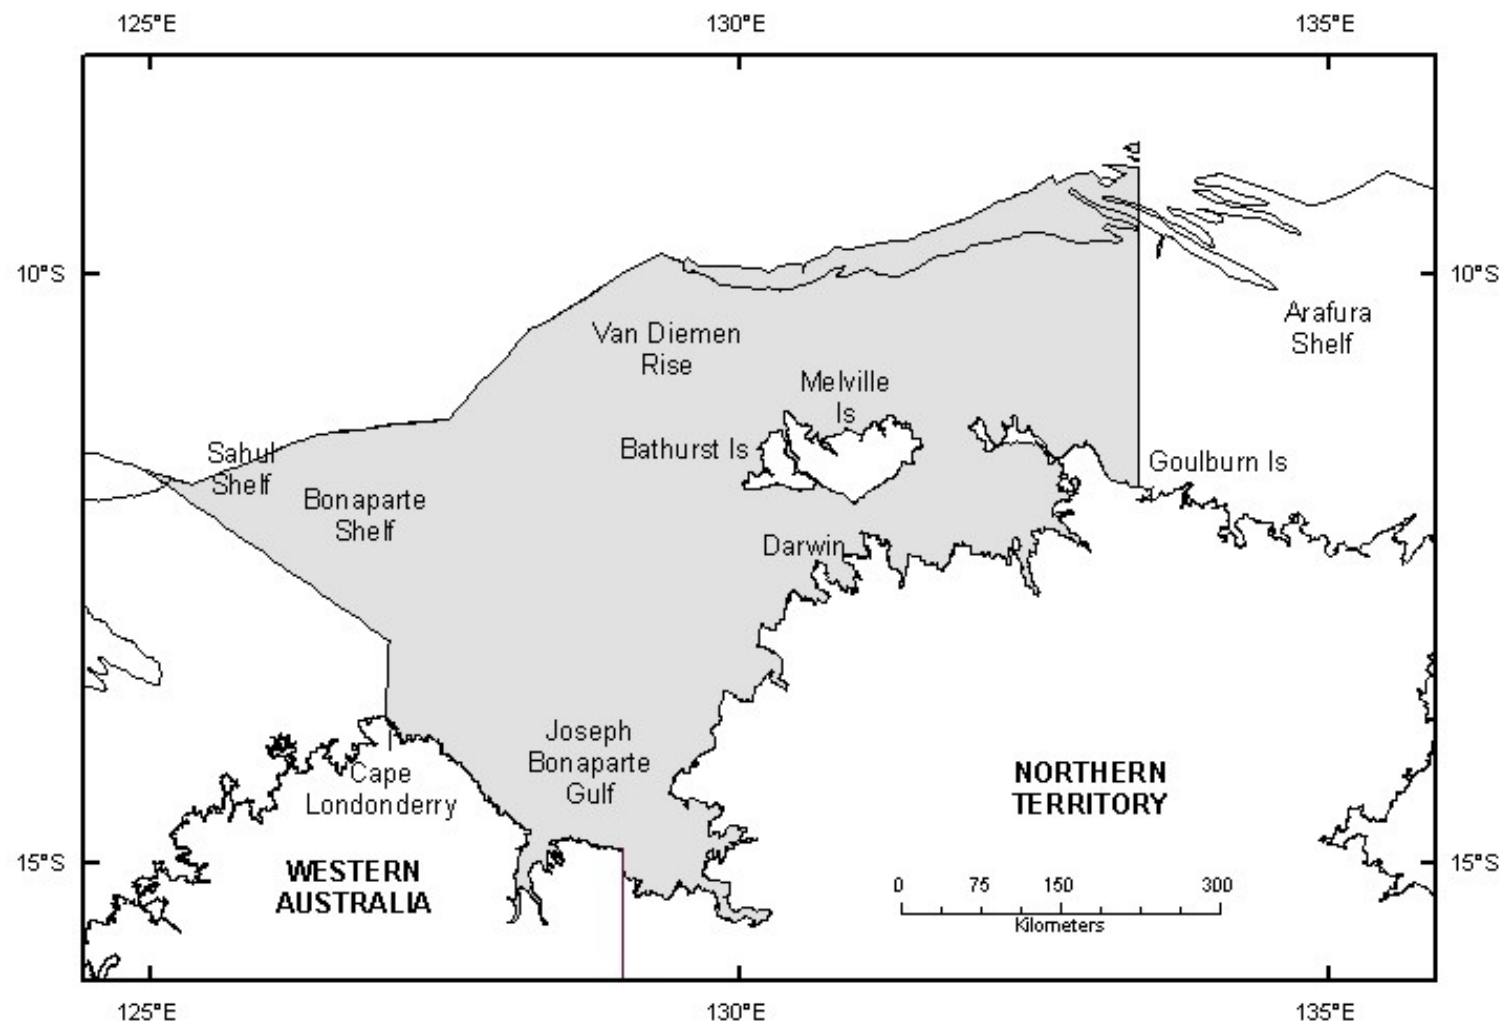 125°E
130°E
135°E
10°S
10°S
Arafura
Shelf
Van Diemen
Rise
Melville
Is
Bathurst Is
Sahul
Shelf
Goulburn Is
Bonaparte
Shelf
Darwin
Joseph
Bonaparte
Gulf
Cape
Londonderry
NORTHERN
TERRITORY
15°S
15°S
WESTERN
AUSTRALIA
0 75 150 300
Kilometers
125°E
130°E
135°E